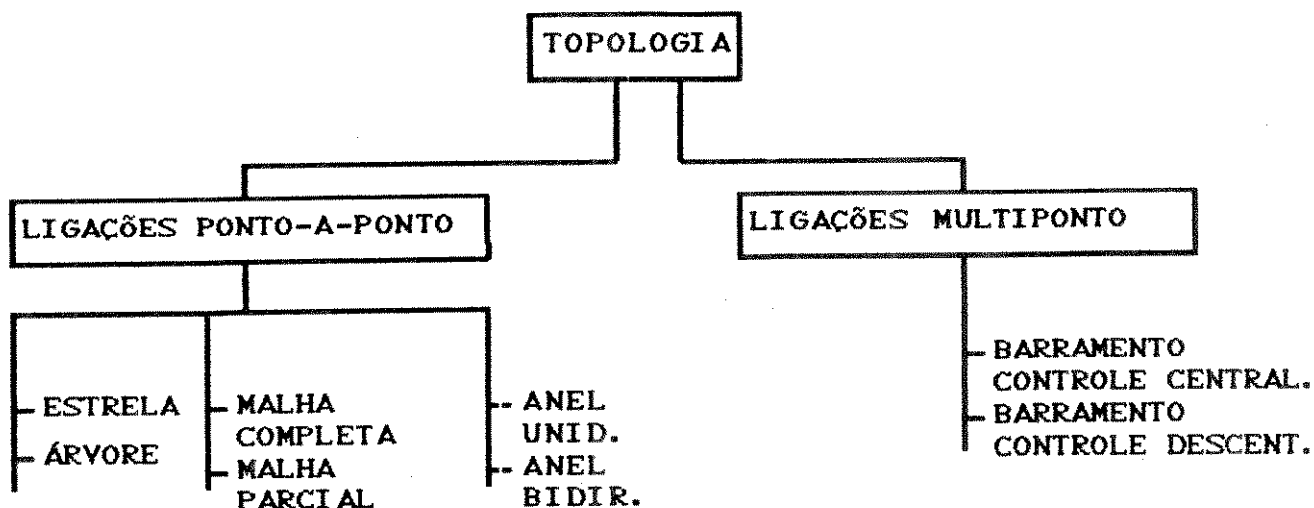 TOPOLOGIA
LIGAÇÕES PONTO-A-PONTO
LIGAÇÕES MULTIPONTO
ESTRELA
ÁRVORE
MALHA
COMPLETA
MALHA
PARCIAL
ANEL
UNID.
ANEL
BIDIR.
BARRAMENTO
CONTROLE CENTRAL.
BARRAMENTO
CONTROLE DESCENT.